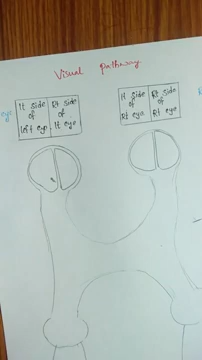 Visual pathway
eye
lt side of left eye
Rt side of lt eye
lt side of Rt eye
Rt side of Rt eye